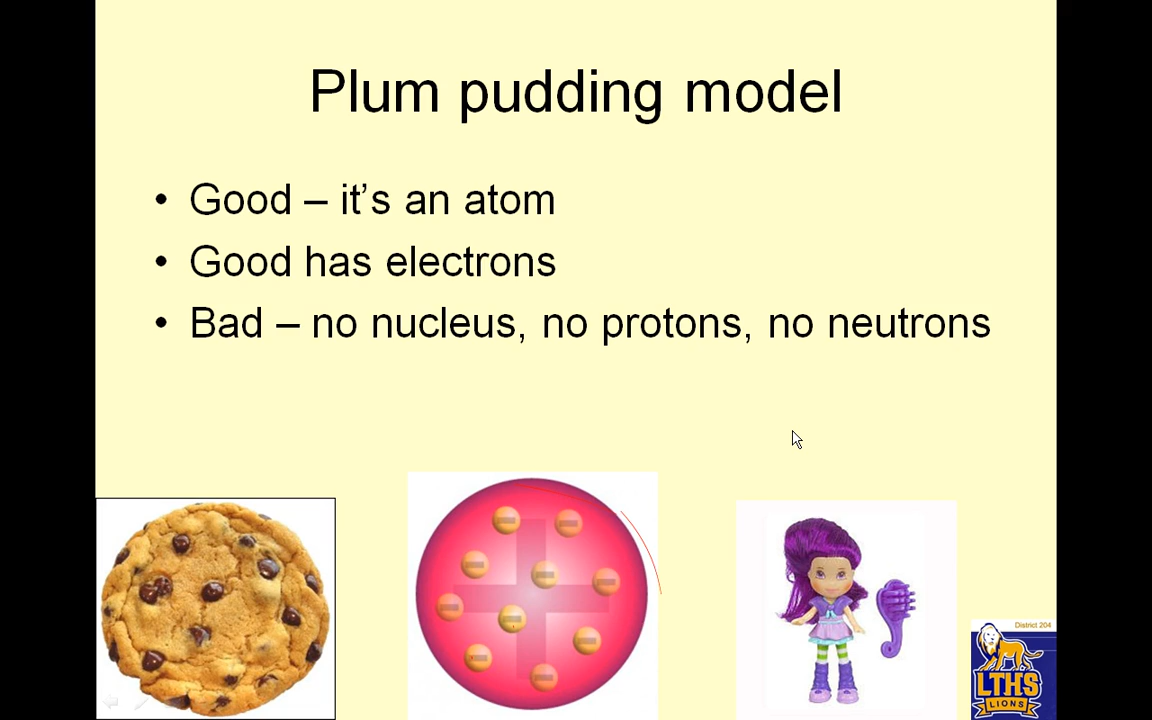 Plum pudding model
• Good – it’s an atom
• Good has electrons
• Bad – no nucleus, no protons, no neutrons
District 204
LTHS
LIONS